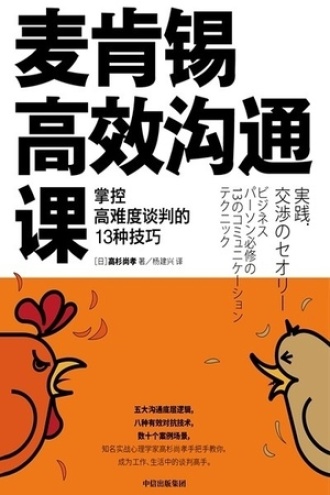 麦肯锡
高效沟通
课
掌控
高难度谈判的
13种技巧
[日]高杉尚孝 著／杨建兴 译
実践·
交渉のセオリー
ビジネス
パーソン必修の
13のコミュニケーション
テクニック
五大沟通底层逻辑，
八种有效对抗技术，
数十个案例场景，
知名实战心理学家高杉尚孝手把手教你，
成为工作、生活中的谈判高手。
中信出版集团